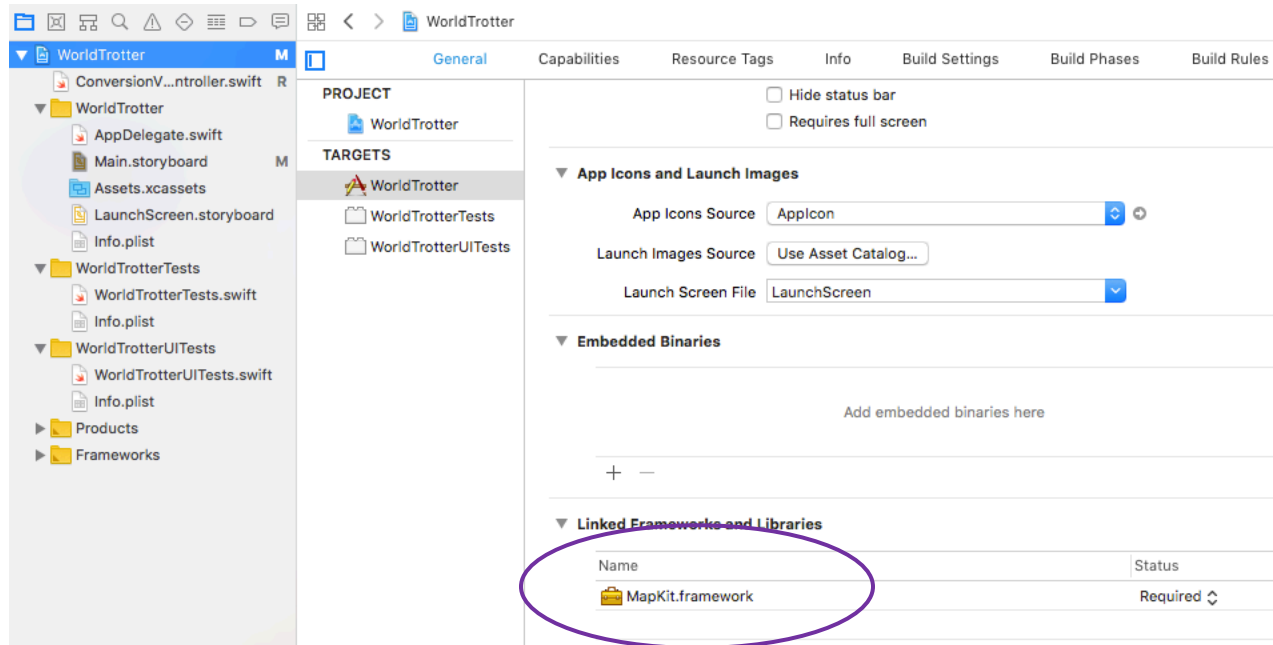 WorldTrotter
WorldTrotter M
ConversionV...ntroller.swift R
WorldTrotter
AppDelegate.swift
Main.storyboard M
Assets.xcassets
LaunchScreen.storyboard
Info.plist
WorldTrotterTests
WorldTrotterTests.swift
Info.plist
WorldTrotterUITests
WorldTrotterUITests.swift
Info.plist
Products
Frameworks
General Capabilities Resource Tags Info Build Settings Build Phases Build Rules
PROJECT
WorldTrotter
TARGETS
WorldTrotter
WorldTrotterTests
WorldTrotterUITests
Hide status bar
Requires full screen
App Icons and Launch Images
App Icons Source AppIcon
Launch Images Source Use Asset Catalog...
Launch Screen File LaunchScreen
Embedded Binaries
Add embedded binaries here
Linked Frameworks and Libraries
Name Status
MapKit.framework Required